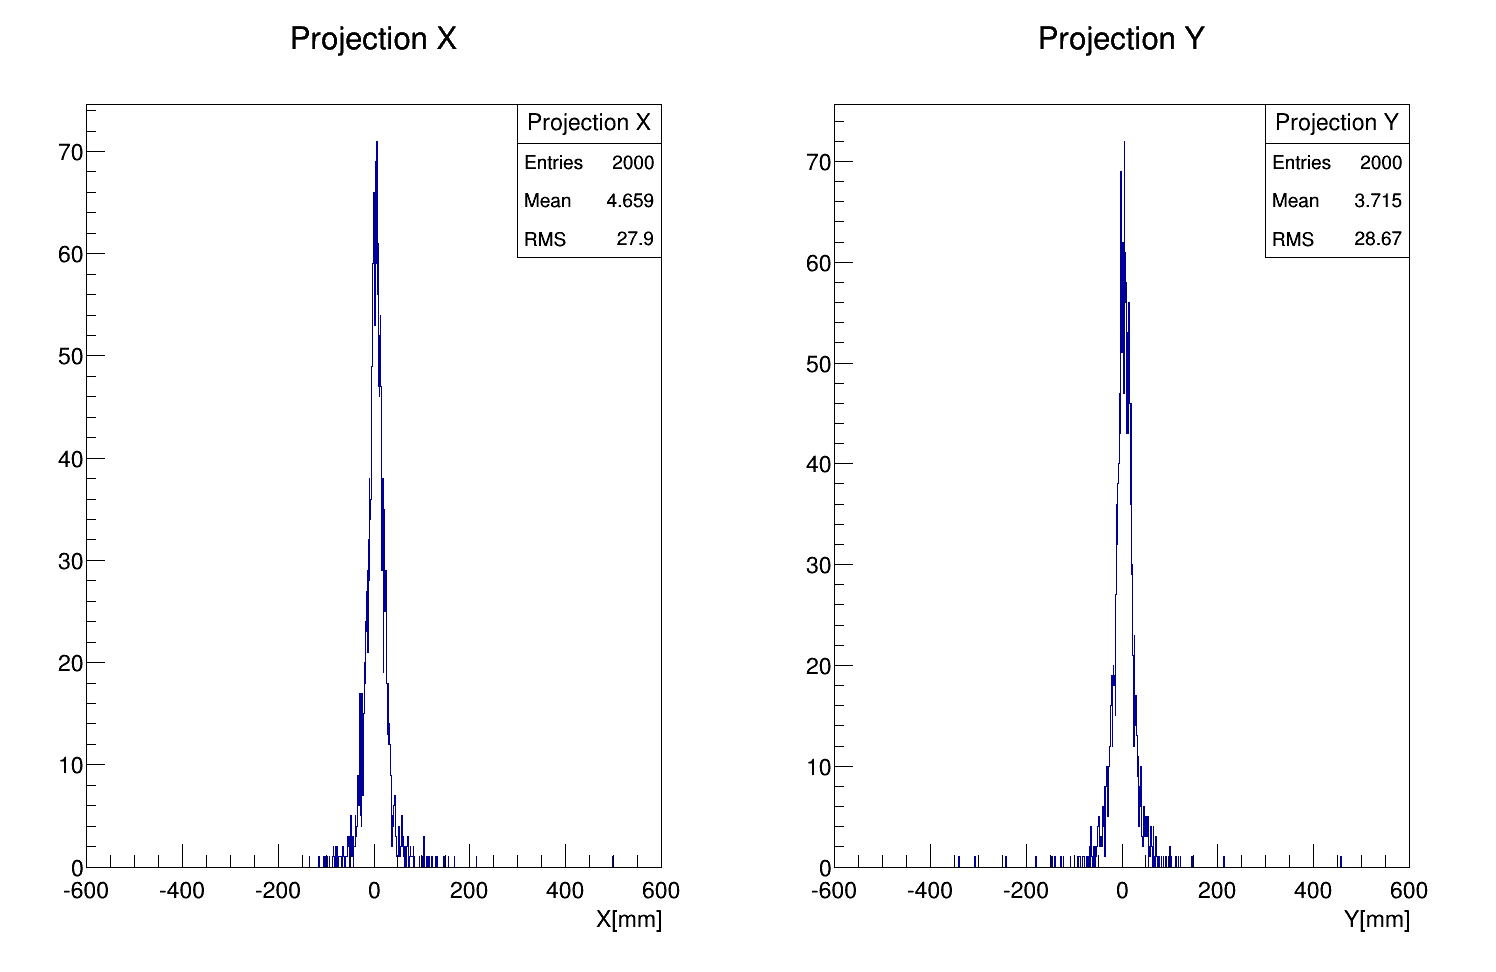 Projection X
Projection X
Entries 2000
Mean 4.659
RMS 27.9
70
60
50
40
30
20
10
0
-600 -400 -200 0 200 400 600
X[mm]
Projection Y
Projection Y
Entries 2000
Mean 3.715
RMS 28.67
70
60
50
40
30
20
10
0
-600 -400 -200 0 200 400 600
Y[mm]